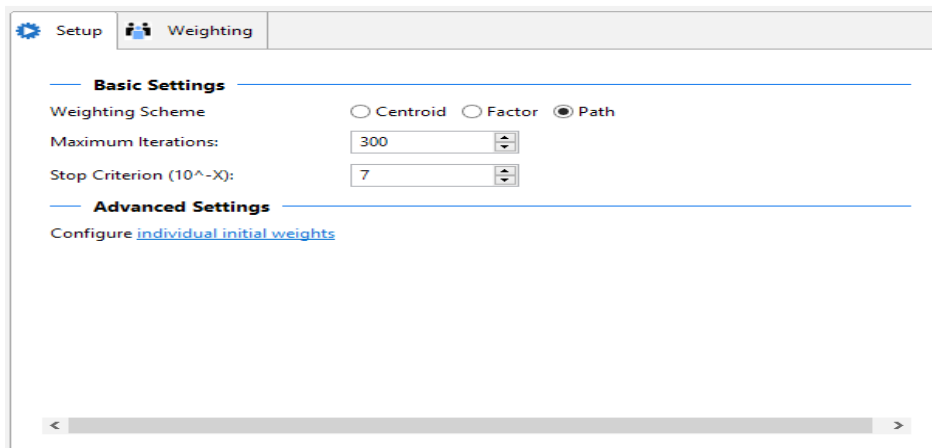 Setup Weighting
Basic Settings
Weighting Scheme Centroid Factor Path
Maximum Iterations: 300
Stop Criterion (10^-X): 7
Advanced Settings
Configure individual initial weights